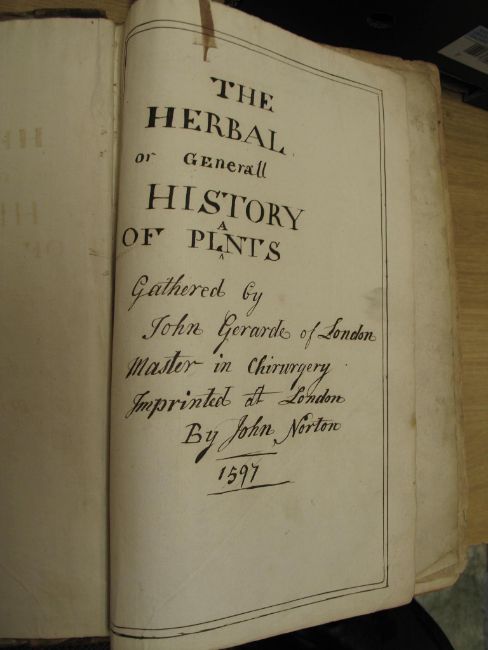 THE
HERBAL
or GEnerall
HISTORY
OF PLANTS
Gathered by
John Gerarde of London
Master in Chirurgery
Imprinted at London
By John Norton
1597